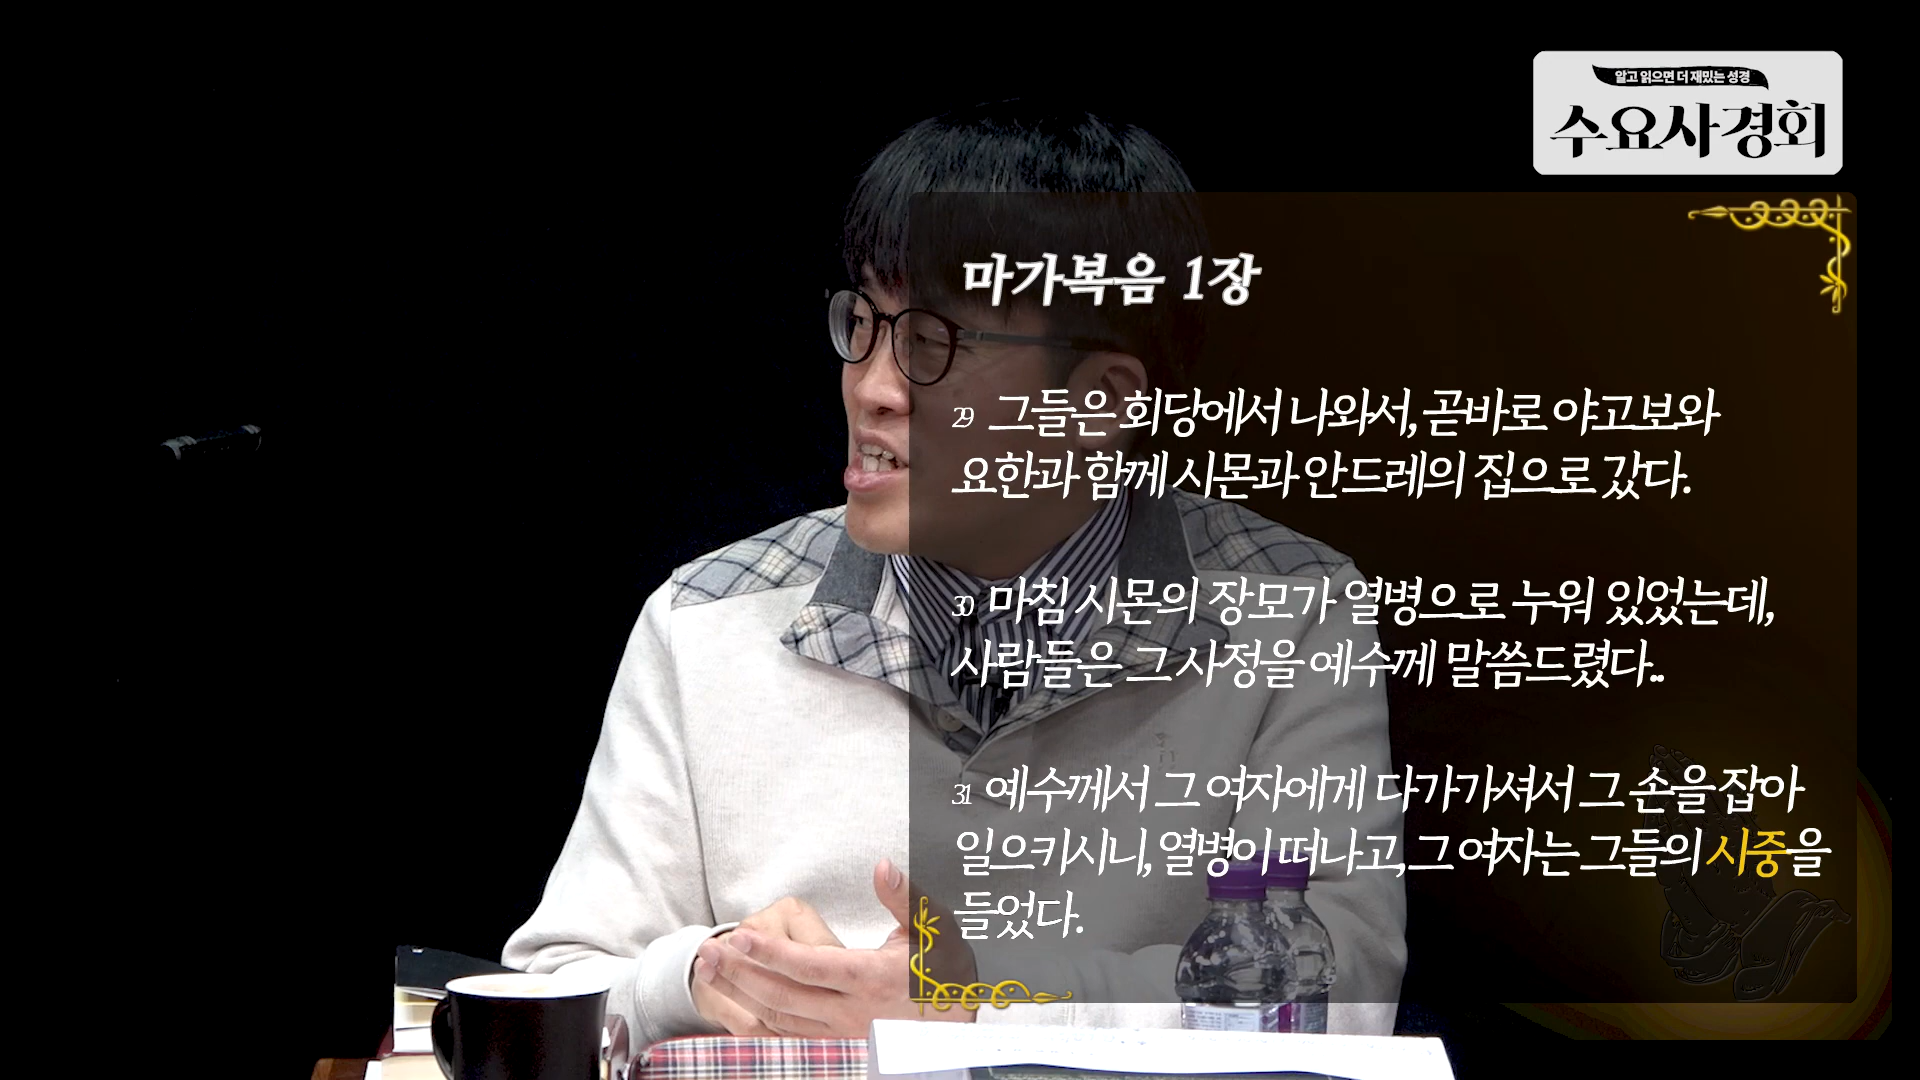 알고 읽으면 더 재밌는 성경
수요사경회
마가복음 1장
29 그들은 회당에서 나와서, 곧바로 야고보와
요한과 함께 시몬과 안드레의 집으로 갔다.
30 마침 시몬의 장모가 열병으로 누워 있었는데,
사람들은 그 사정을 예수께 말씀드렸다..
31 예수께서 그 여자에게 다가가셔서 그 손을 잡아
일으키시니, 열병이 떠나고, 그 여자는 그들의 시중을
들었다.